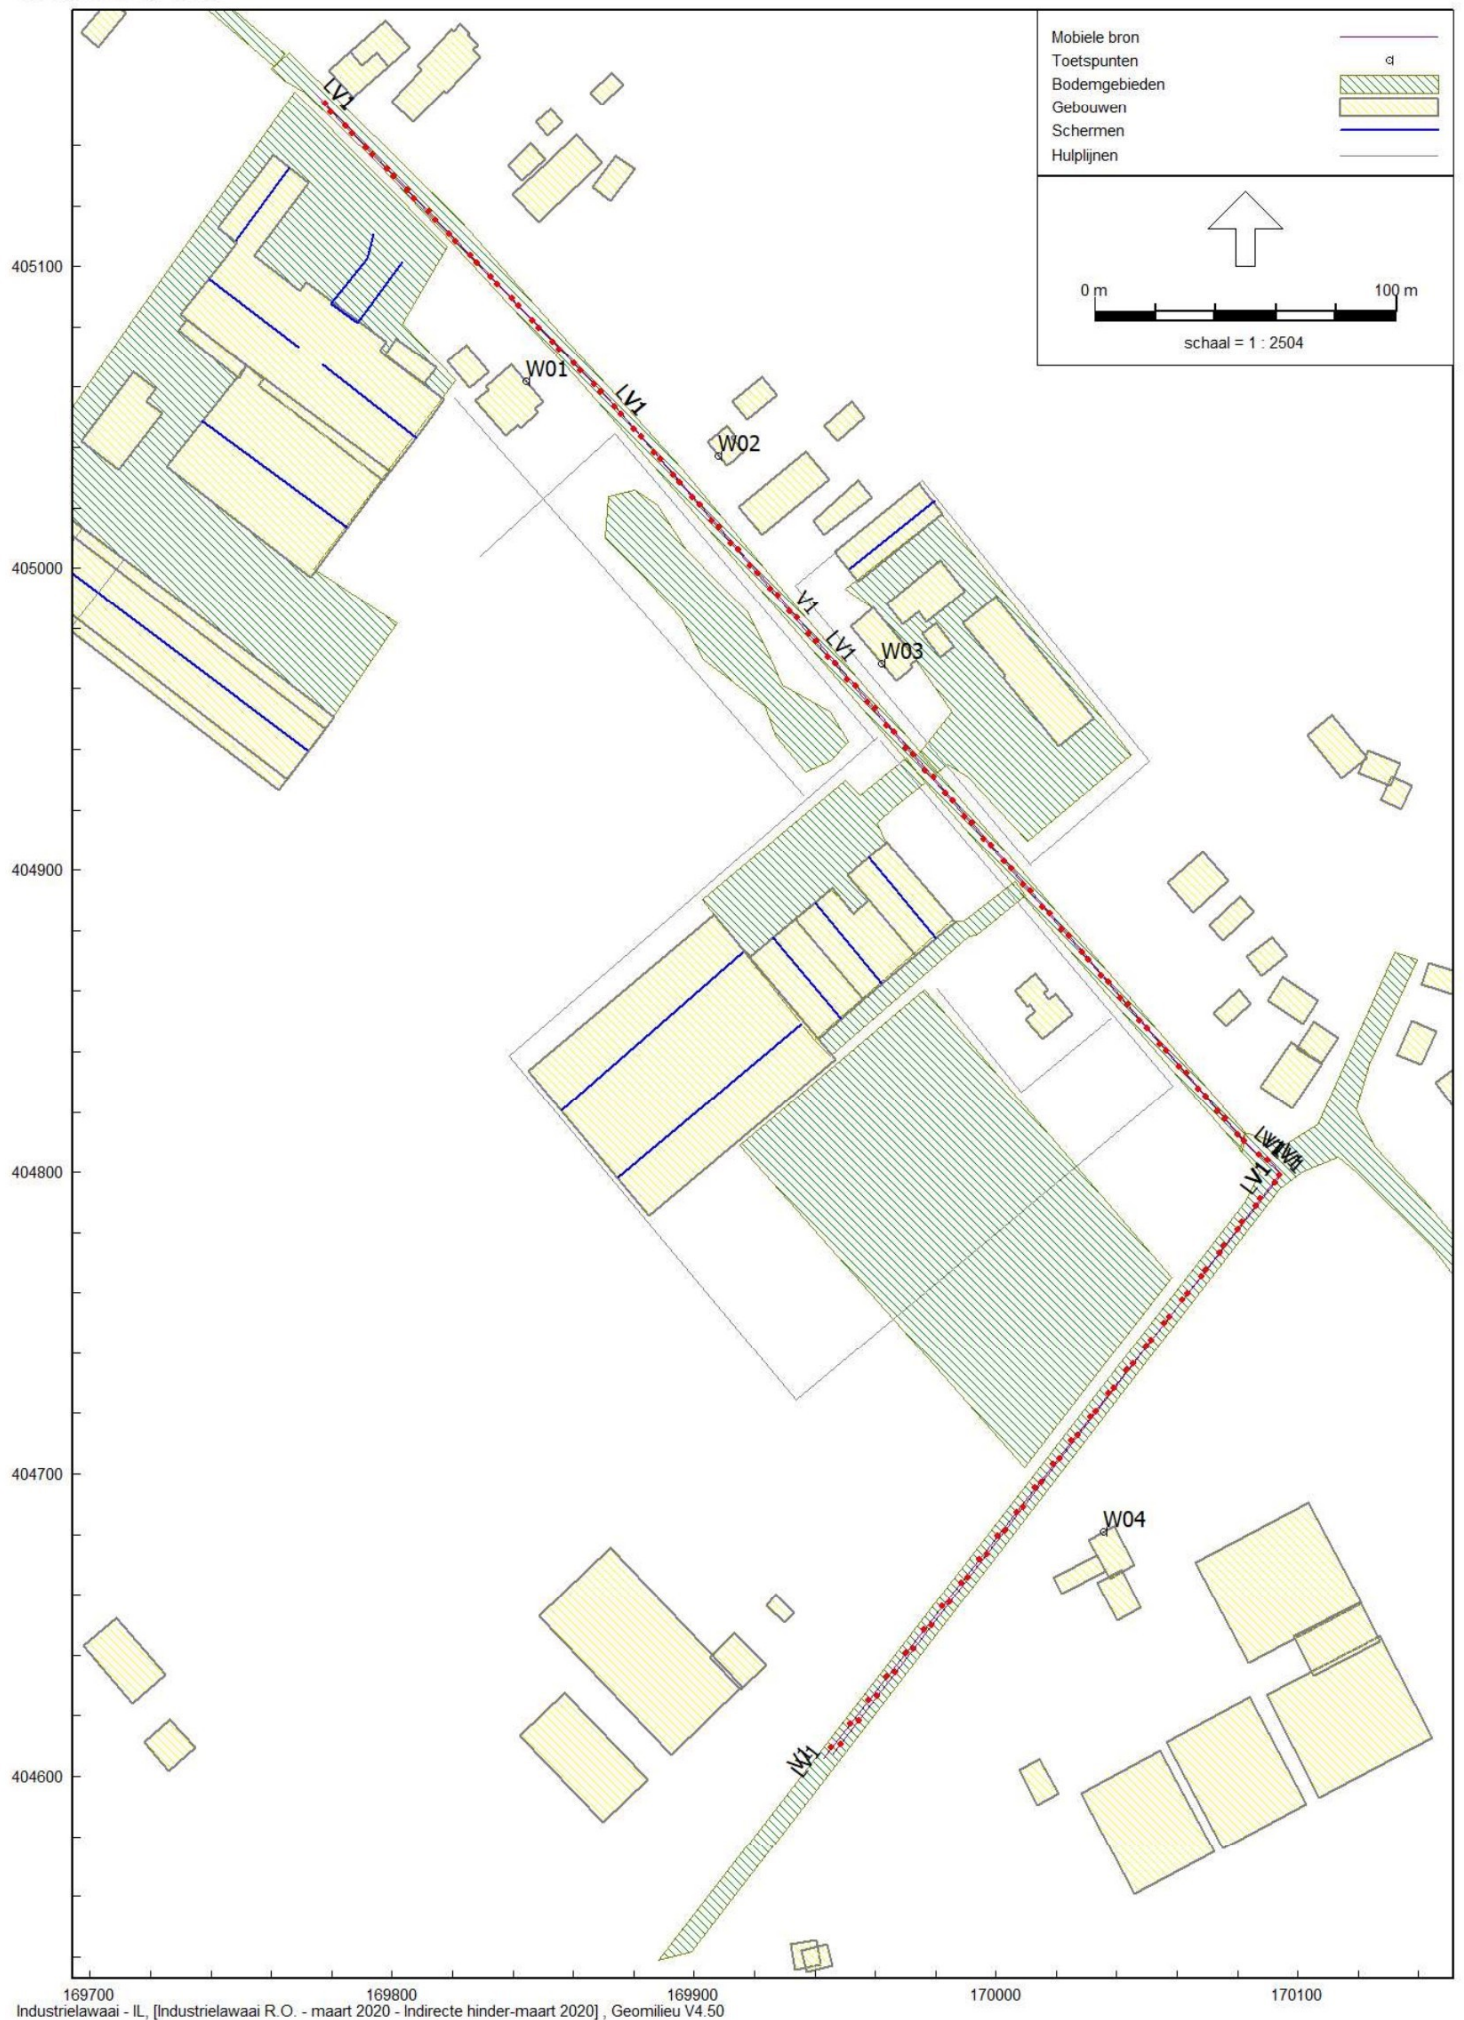 Mobiele bron
Toetspunten
Bodemgebieden
Gebouwen
Schermen
Hulplijnen
0 m 100 m
schaal = 1 : 2504
LV1
405100
W01
LV1
W02
405000
V1
LV1
W03
404900
404800
LV1
404700
W04
404600
169700 169800 169900 170000 170100
Industrielawaai - IL, [Industrielawaai R.O. - maart 2020 - Indirecte hinder-maart 2020] , Geomilieu V4.50